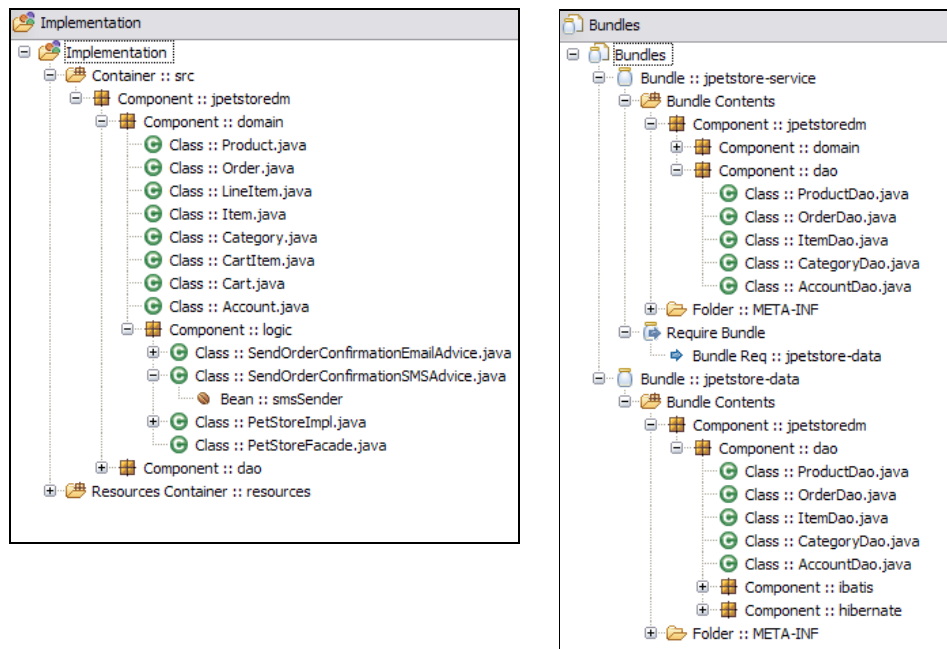 Implementation
Implementation
Container :: src
Component :: jpetstoredm
Component :: domain
Class :: Product.java
Class :: Order.java
Class :: LineItem.java
Class :: Item.java
Class :: Category.java
Class :: CartItem.java
Class :: Cart.java
Class :: Account.java
Component :: logic
Class :: SendOrderConfirmationEmailAdvice.java
Class :: SendOrderConfirmationSMSAdvice.java
Bean :: smsSender
Class :: PetStoreImpl.java
Class :: PetStoreFacade.java
Component :: dao
Resources Container :: resources
Bundles
Bundles
Bundle :: jpetstore-service
Bundle Contents
Component :: jpetstoredm
Component :: domain
Component :: dao
Class :: ProductDao.java
Class :: OrderDao.java
Class :: ItemDao.java
Class :: CategoryDao.java
Class :: AccountDao.java
Folder :: META-INF
Require Bundle
Bundle Req :: jpetstore-data
Bundle :: jpetstore-data
Bundle Contents
Component :: jpetstoredm
Component :: dao
Class :: ProductDao.java
Class :: OrderDao.java
Class :: ItemDao.java
Class :: CategoryDao.java
Class :: AccountDao.java
Component :: ibatis
Component :: hibernate
Folder :: META-INF